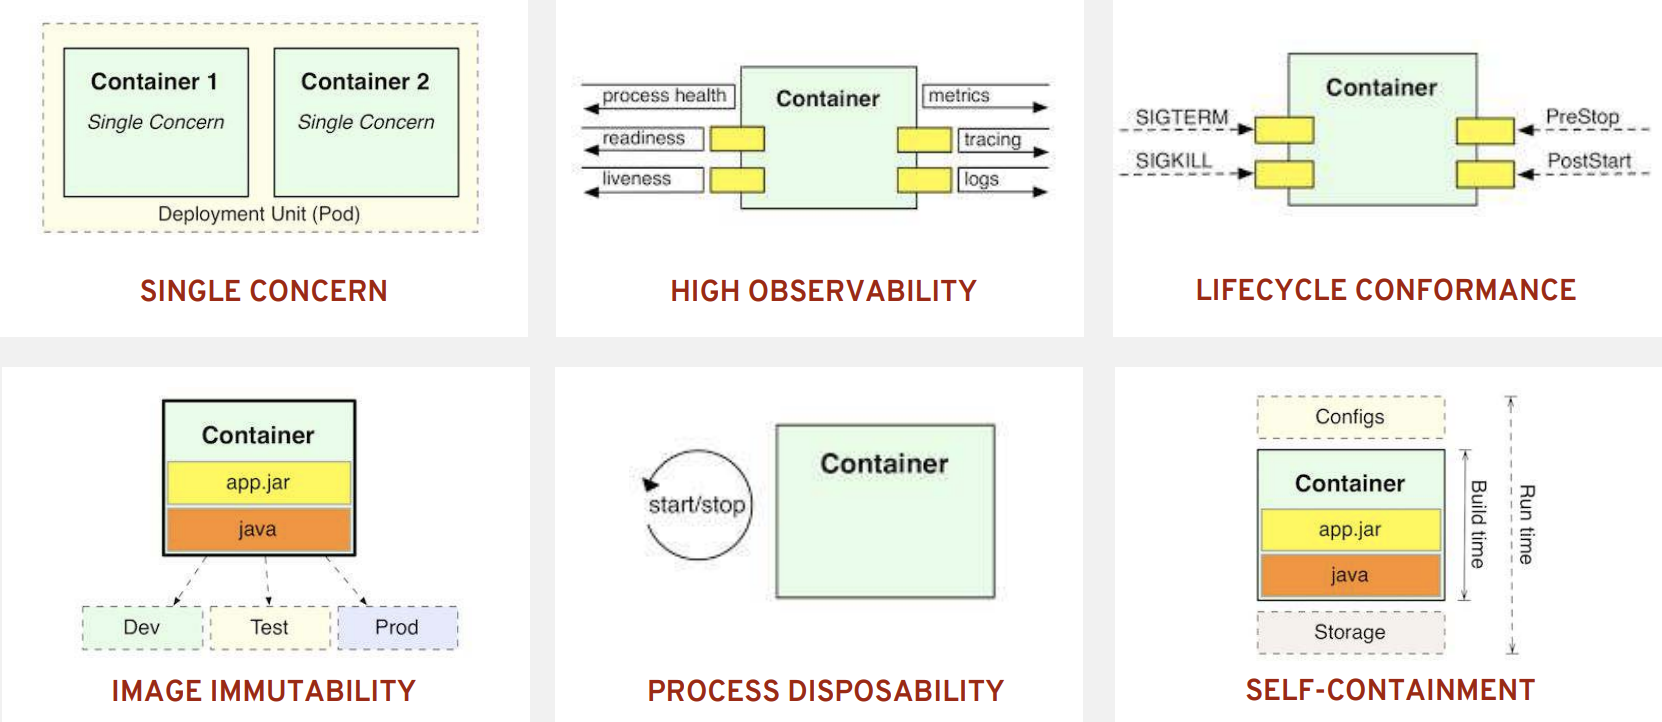 Container 1
Single Concern
Container 2
Single Concern
Deployment Unit (Pod)
SINGLE CONCERN
process health
readiness
liveness
Container
metrics
tracing
logs
HIGH OBSERVABILITY
SIGTERM
SIGKILL
Container
PreStop
PostStart
LIFECYCLE CONFORMANCE
Container
app.jar
java
Dev
Test
Prod
IMAGE IMMUTABILITY
start/stop
Container
PROCESS DISPOSABILITY
Configs
Container
app.jar
java
Storage
Build time
Run time
SELF-CONTAINMENT